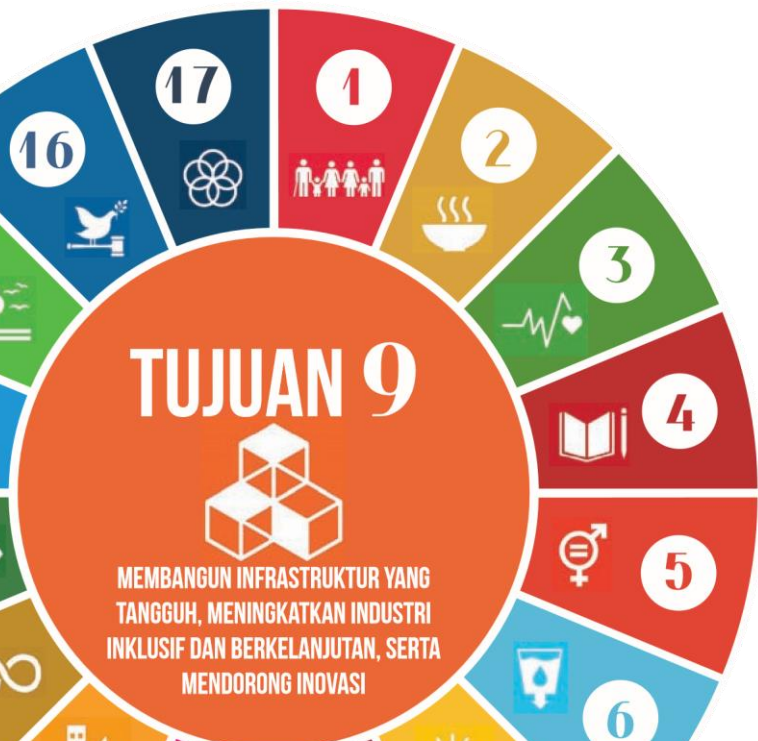 17
1
16
2
3
TUJUAN 9
4
MEMBANGUN INFRASTRUKTUR YANG
TANGGUH, MENINGKATKAN INDUSTRI
INKLUSIF DAN BERKELANJUTAN, SERTA
MENDORONG INOVASI
5
6